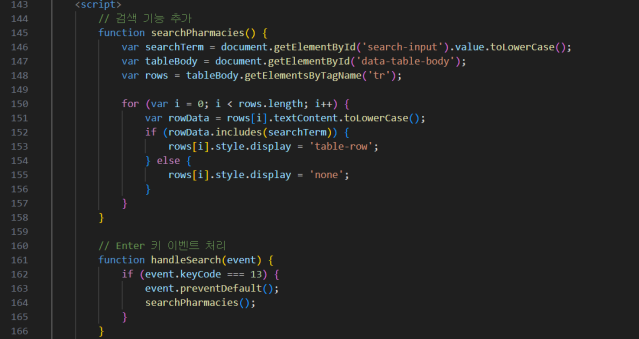 143 <script>
144 // 검색 기능 추가
145 function searchPharmacies() {
146 var searchTerm = document.getElementById('search-input').value.toLowerCase();
147 var tableBody = document.getElementById('data-table-body');
148 var rows = tableBody.getElementsByTagName('tr');
149
150 for (var i = 0; i < rows.length; i++) {
151 var rowData = rows[i].textContent.toLowerCase();
152 if (rowData.includes(searchTerm)) {
153 rows[i].style.display = 'table-row';
154 } else {
155 rows[i].style.display = 'none';
156 }
157 }
158 }
159
160 // Enter 키 이벤트 처리
161 function handleSearch(event) {
162 if (event.keyCode === 13) {
163 event.preventDefault();
164 searchPharmacies();
165 }
166 }